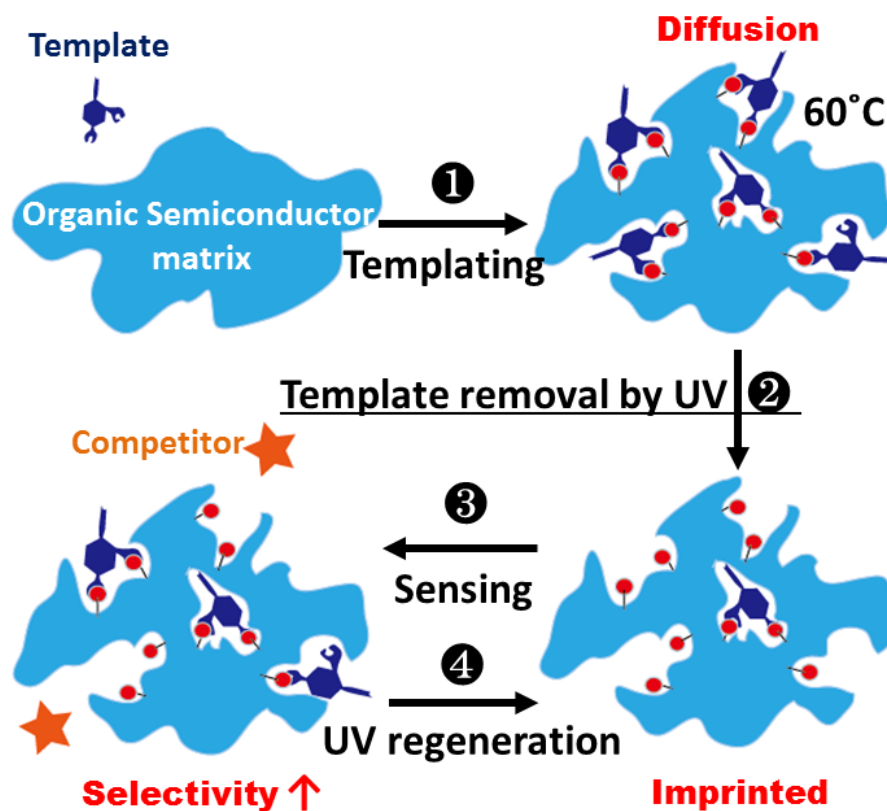 Template
Diffusion
60°C
Organic Semiconductor
matrix
❶
Templating
Template removal by UV ❷
Competitor
❸
Sensing
❹
UV regeneration
Selectivity ↑
Imprinted